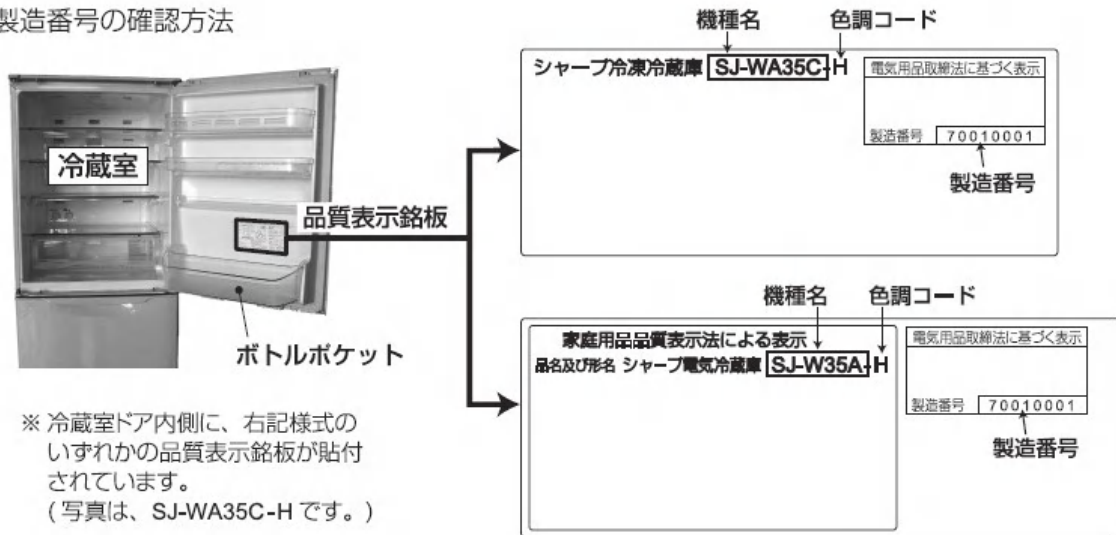 製造番号の確認方法
冷蔵室
品質表示銘板
ボトルポケット
※ 冷蔵室ドア内側に、右記様式の
いずれかの品質表示銘板が貼付
されています。
(写真は、SJ-WA35C-H です。)
機種名 色調コード
シャープ冷凍冷蔵庫 SJ-WA35C-H
電気用品取締法に基づく表示
製造番号 70010001
製造番号
機種名 色調コード
家庭用品品質表示法による表示
品名及び形名 シャープ電気冷蔵庫 SJ-W35A-H
電気用品取締法に基づく表示
製造番号 70010001
製造番号